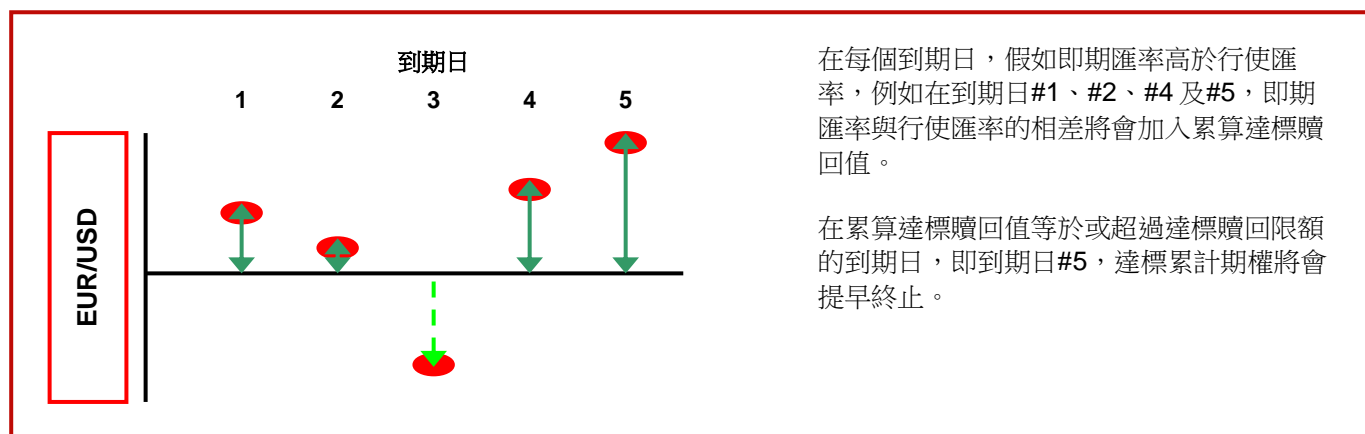 到期日
1 2 3 4 5
EUR/USD
在每個到期日，假如即期匯率高於行使匯
率，例如在到期日#1、#2、#4 及#5，即期
匯率與行使匯率的相差將會加入累算達標贖
回值。
在累算達標贖回值等於或超過達標贖回限額
的到期日，即到期日#5，達標累計期權將會
提早終止。